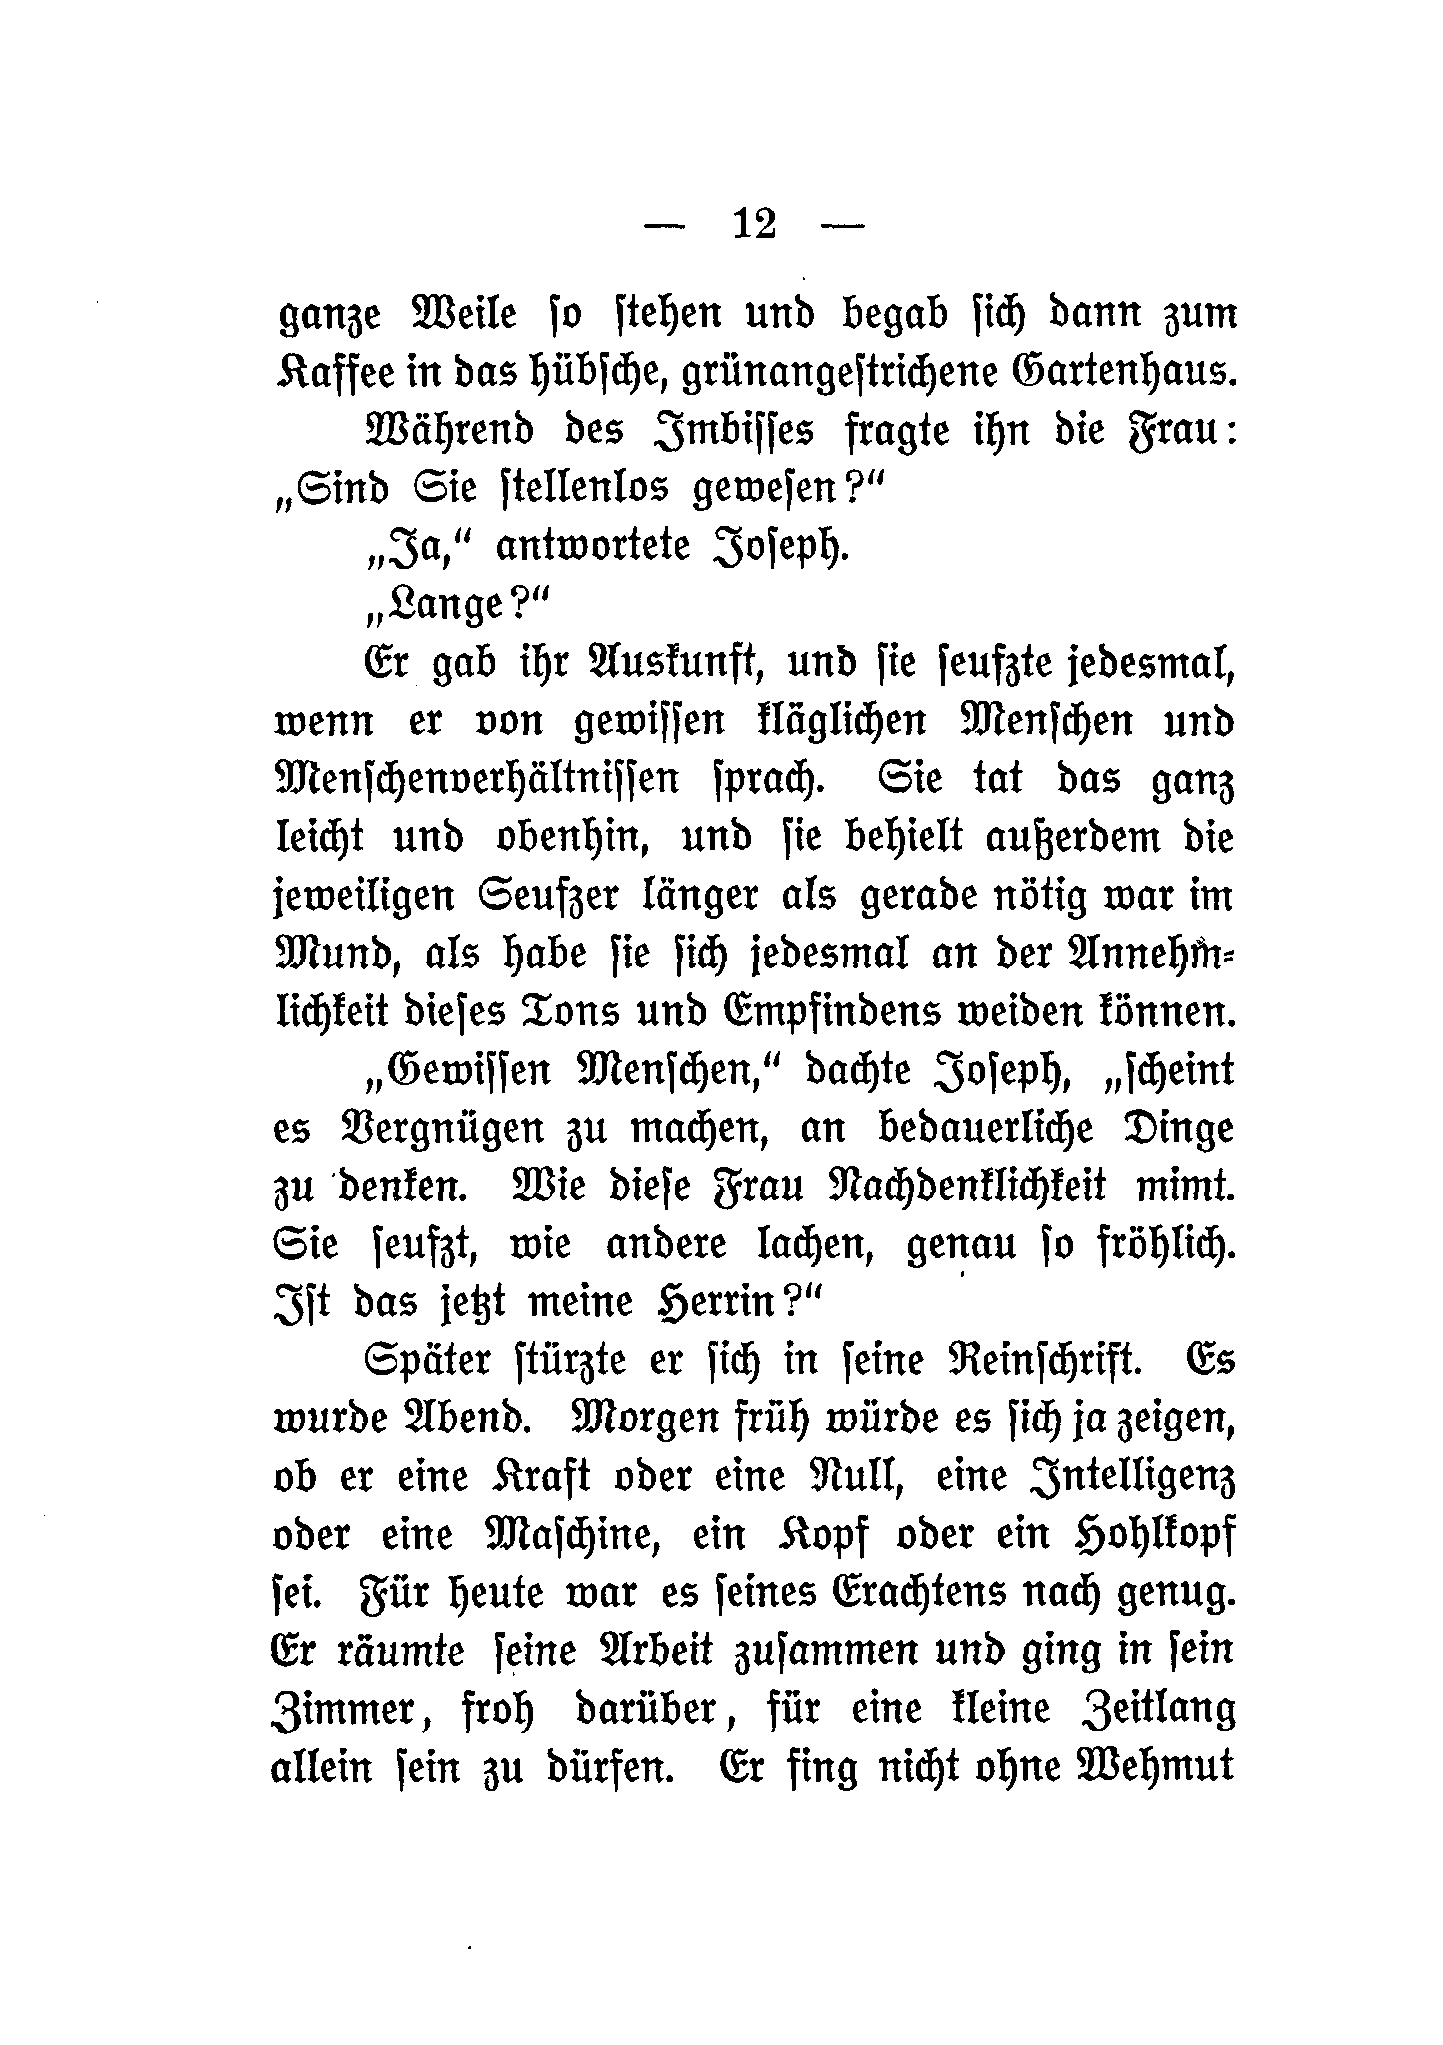 — 12 —
ganze Weile ſo ſtehen und begab ſich dann zum
Kaffee in das hübſche, grünangeſtrichene Gartenhaus.
Während des Imbiſſes fragte ihn die Frau:
„Sind Sie ſtellenlos geweſen?“
„Ja,“ antwortete Joſeph.
„Lange?“
Er gab ihr Auskunft, und ſie ſeufzte jedesmal,
wenn er von gewiſſen kläglichen Menſchen und
Menſchenverhältniſſen ſprach. Sie tat das ganz
leicht und obenhin, und ſie behielt außerdem die
jeweiligen Seufzer länger als gerade nötig war im
Mund, als habe ſie ſich jedesmal an der Annehm-
lichkeit dieſes Tons und Empfindens weiden können.
„Gewiſſen Menſchen,“ dachte Joſeph, „ſcheint
es Vergnügen zu machen, an bedauerliche Dinge
zu denken. Wie dieſe Frau Nachdenklichkeit mimt.
Sie ſeufzt, wie andere lachen, genau ſo fröhlich.
Iſt das jetzt meine Herrin?“
Später ſtürzte er ſich in ſeine Reinſchrift. Es
wurde Abend. Morgen früh würde es ſich ja zeigen,
ob er eine Kraft oder eine Null, eine Intelligenz
oder eine Maſchine, ein Kopf oder ein Hohlkopf
ſei. Für heute war es ſeines Erachtens nach genug.
Er räumte ſeine Arbeit zuſammen und ging in ſein
Zimmer, froh darüber, für eine kleine Zeitlang
allein ſein zu dürfen. Er fing nicht ohne Wehmut